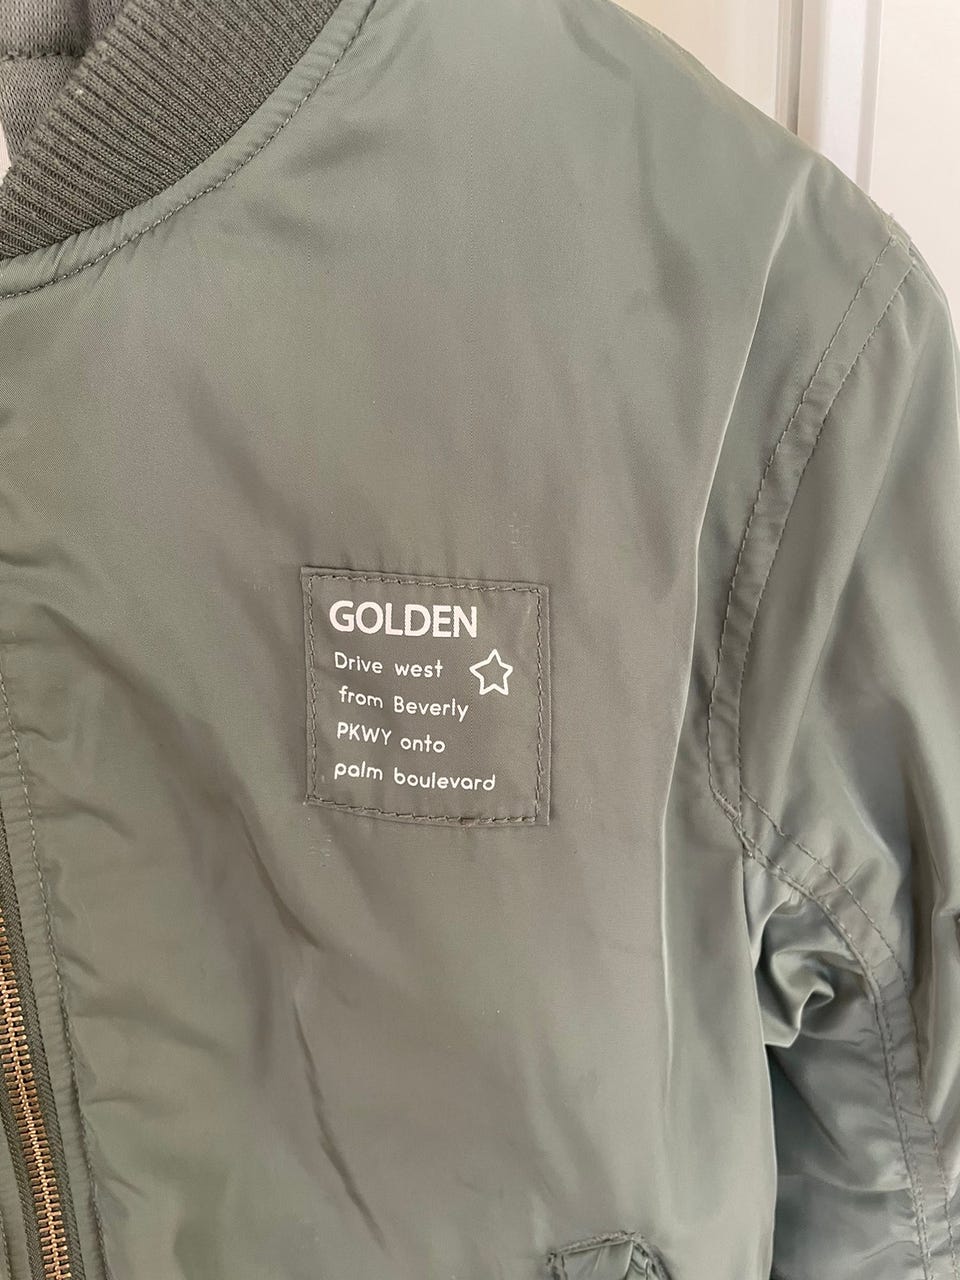 GOLDEN
Drive west
from Beverly
PKWY onto
palm boulevard